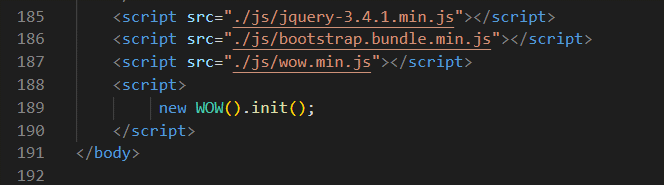 185 <script src="./js/jquery-3.4.1.min.js"></script>
186 <script src="./js/bootstrap.bundle.min.js"></script>
187 <script src="./js/wow.min.js"></script>
188 <script>
189 new WOW().init();
190 </script>
191 </body>
192